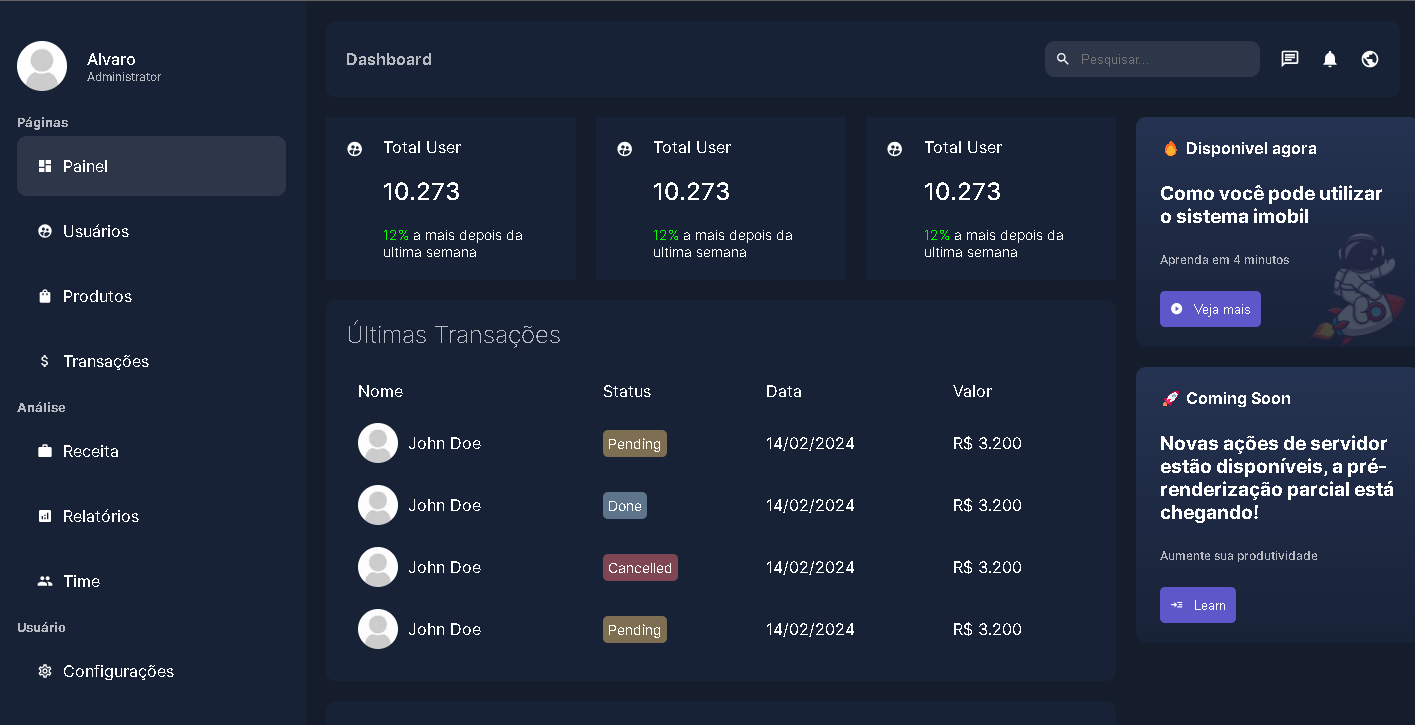 Alvaro
Administrator
Páginas
Painel
Usuários
Produtos
Transações
Análise
Receita
Relatórios
Time
Usuário
Configurações
Dashboard
Pesquisar...
Total User
10.273
12% a mais depois da
ultima semana
Total User
10.273
12% a mais depois da
ultima semana
Total User
10.273
12% a mais depois da
ultima semana
Últimas Transações
Nome Status Data Valor
John Doe Pending 14/02/2024 R$ 3.200
John Doe Done 14/02/2024 R$ 3.200
John Doe Cancelled 14/02/2024 R$ 3.200
John Doe Pending 14/02/2024 R$ 3.200
🔥 Disponivel agora
Como você pode utilizar
o sistema imobil
Aprenda em 4 minutos
Veja mais
🚀 Coming Soon
Novas ações de servidor
estão disponíveis, a pré-
renderização parcial está
chegando!
Aumente sua produtividade
Learn